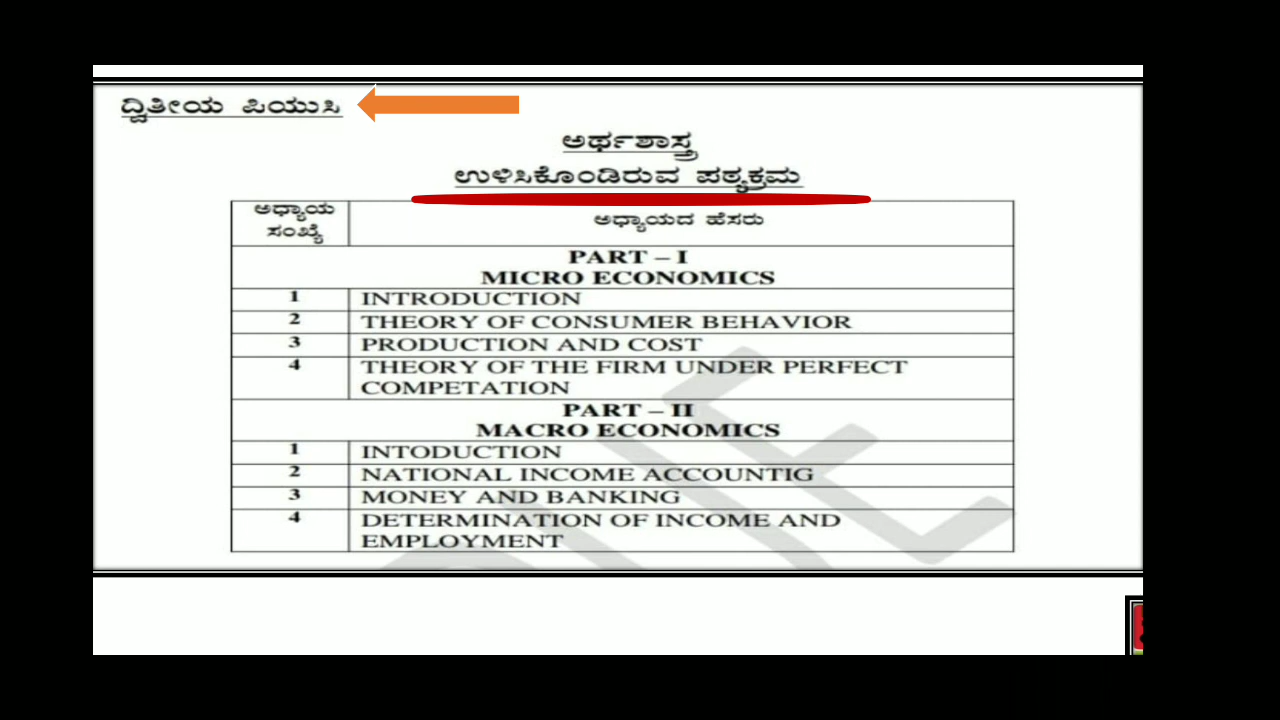 ದ್ವಿತೀಯ ಪಿಯುಸಿ
ಅರ್ಥಶಾಸ್ತ್ರ
ಉಳಿಸಿಕೊಂಡಿರುವ ಪಠ್ಯಕ್ರಮ
ಅಧ್ಯಾಯ ಸಂಖ್ಯೆ ಅಧ್ಯಾಯದ ಹೆಸರು
PART – I
MICRO ECONOMICS
1 INTRODUCTION
2 THEORY OF CONSUMER BEHAVIOR
3 PRODUCTION AND COST
4 THEORY OF THE FIRM UNDER PERFECT
COMPETATION
PART – II
MACRO ECONOMICS
1 INTODUCTION
2 NATIONAL INCOME ACCOUNTIG
3 MONEY AND BANKING
4 DETERMINATION OF INCOME AND
EMPLOYMENT